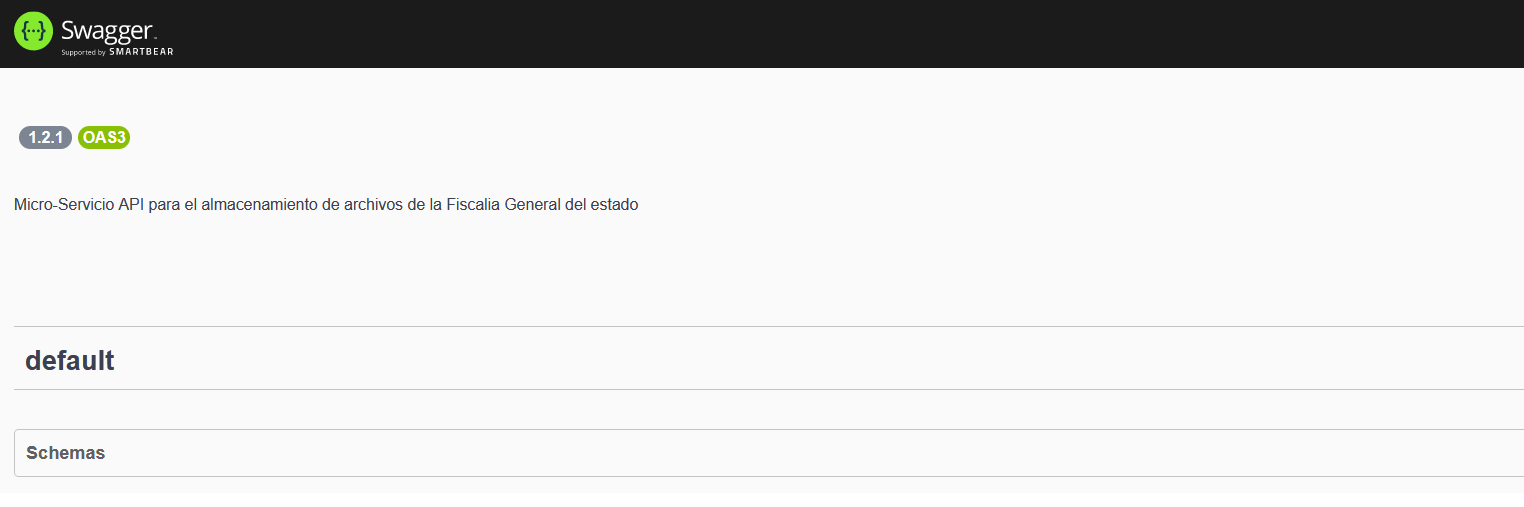 Swagger
Supported by SMARTBEAR
1.2.1 OAS3
Micro-Servicio API para el almacenamiento de archivos de la Fiscalia General del estado
default
Schemas